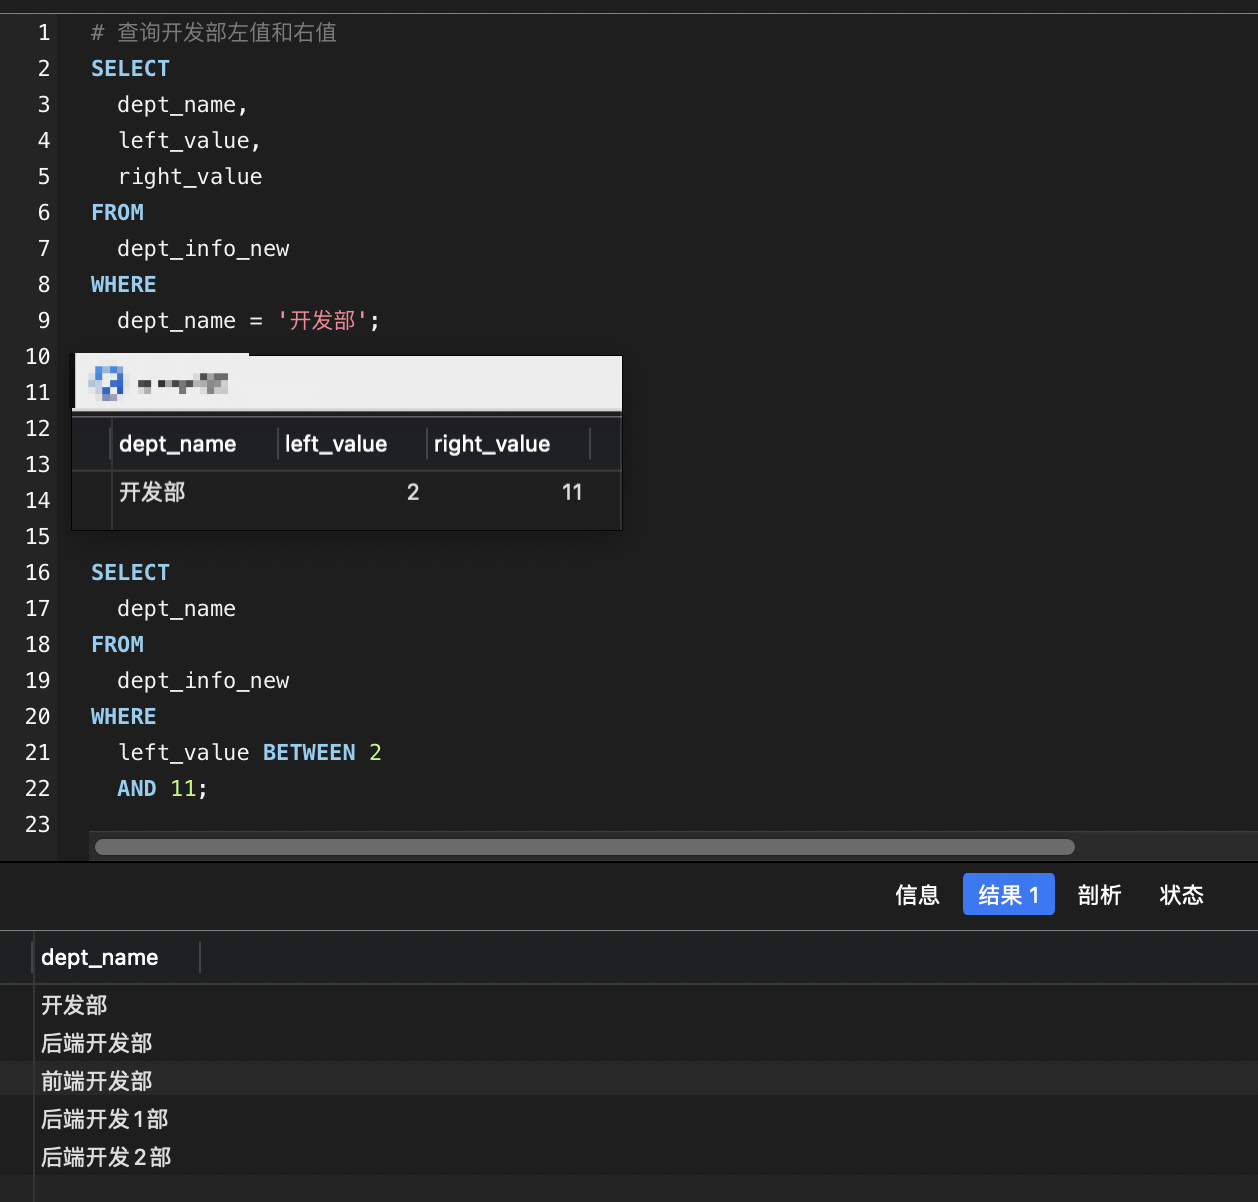 1 # 查询开发部左值和右值
2 SELECT
3 dept_name,
4 left_value,
5 right_value
6 FROM
7 dept_info_new
8 WHERE
9 dept_name = '开发部';
10
11
12
dept_name left_value right_value
13
14
开发部 2 11
15
16 SELECT
17 dept_name
18 FROM
19 dept_info_new
20 WHERE
21 left_value BETWEEN 2
22 AND 11;
23
信息 结果 1 剖析 状态
dept_name
开发部
后端开发部
前端开发部
后端开发1部
后端开发2部